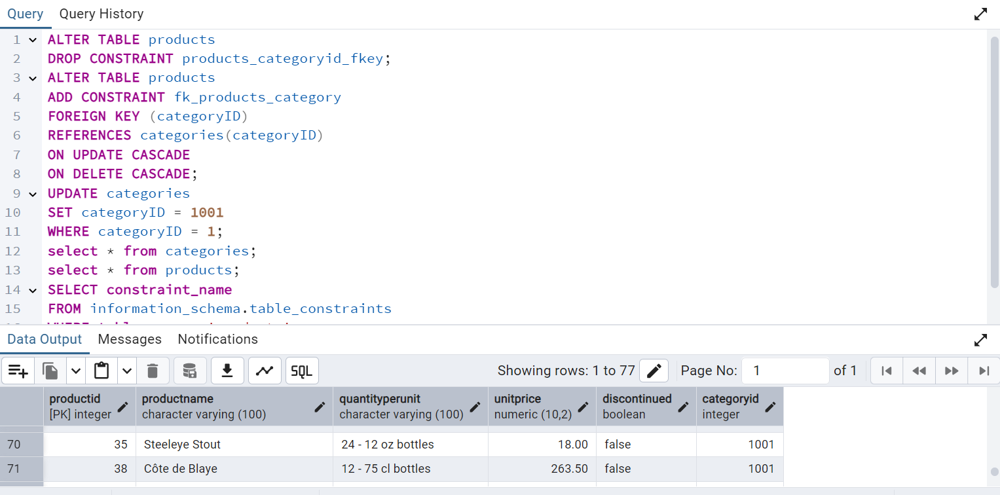 Query Query History
1 ALTER TABLE products
2 DROP CONSTRAINT products_categoryid_fkey;
3 ALTER TABLE products
4 ADD CONSTRAINT fk_products_category
5 FOREIGN KEY (categoryID)
6 REFERENCES categories(categoryID)
7 ON UPDATE CASCADE
8 ON DELETE CASCADE;
9 UPDATE categories
10 SET categoryID = 1001
11 WHERE categoryID = 1;
12 select * from categories;
13 select * from products;
14 SELECT constraint_name
15 FROM information_schema.table_constraints
Data Output Messages Notifications
SQL Showing rows: 1 to 77 Page No: 1 of 1
productid productname quantityperunit unitprice discontinued categoryid
[PK] integer character varying (100) character varying (100) numeric (10,2) boolean integer
70 35 Steeleye Stout 24 - 12 oz bottles 18.00 false 1001
71 38 Côte de Blaye 12 - 75 cl bottles 263.50 false 1001